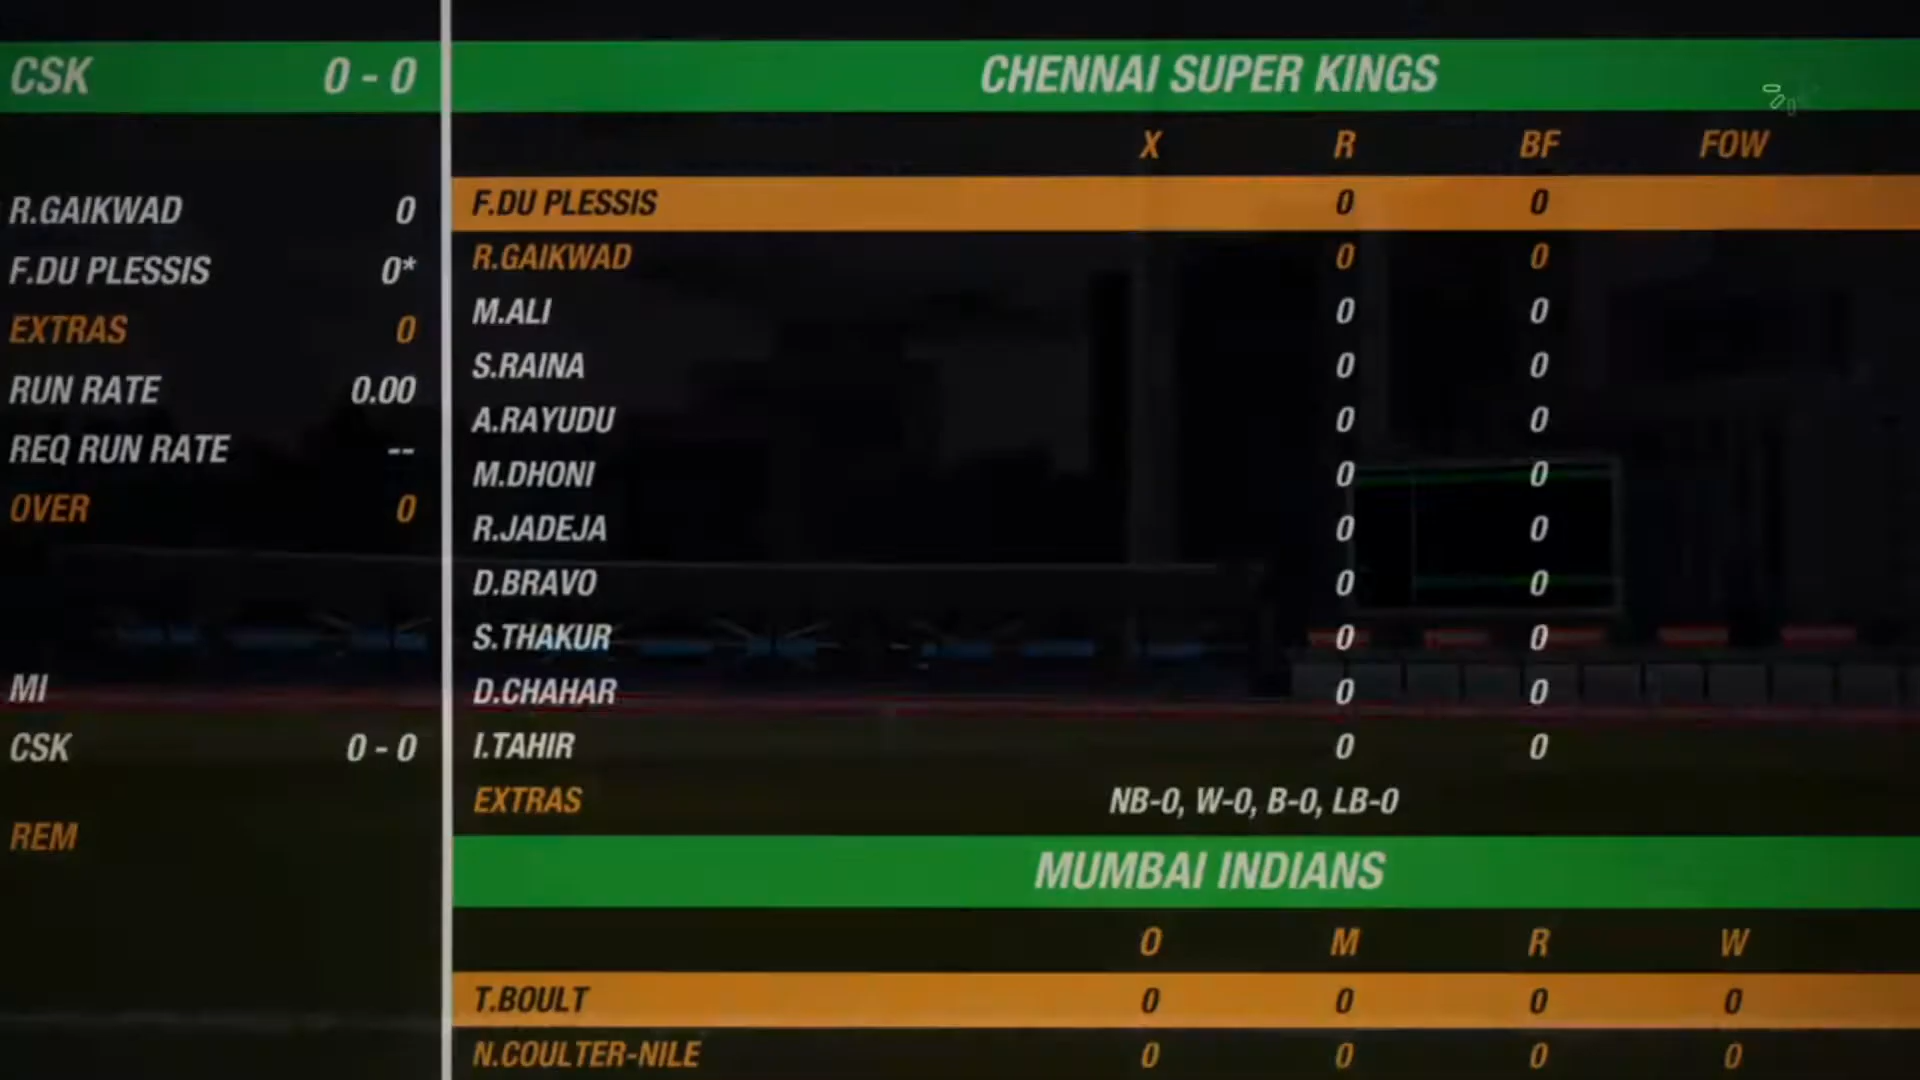 CSK 0 - 0
R.GAIKWAD 0
F.DU PLESSIS 0*
EXTRAS 0
RUN RATE 0.00
REQ RUN RATE --
OVER 0
MI
CSK 0 - 0
REM
CHENNAI SUPER KINGS
X R BF FOW
F.DU PLESSIS 0 0
R.GAIKWAD 0 0
M.ALI 0 0
S.RAINA 0 0
A.RAYUDU 0 0
M.DHONI 0 0
R.JADEJA 0 0
D.BRAVO 0 0
S.THAKUR 0 0
D.CHAHAR 0 0
I.TAHIR 0 0
EXTRAS NB-0, W-0, B-0, LB-0
MUMBAI INDIANS
O M R W
T.BOULT 0 0 0 0
N.COULTER-NILE 0 0 0 0